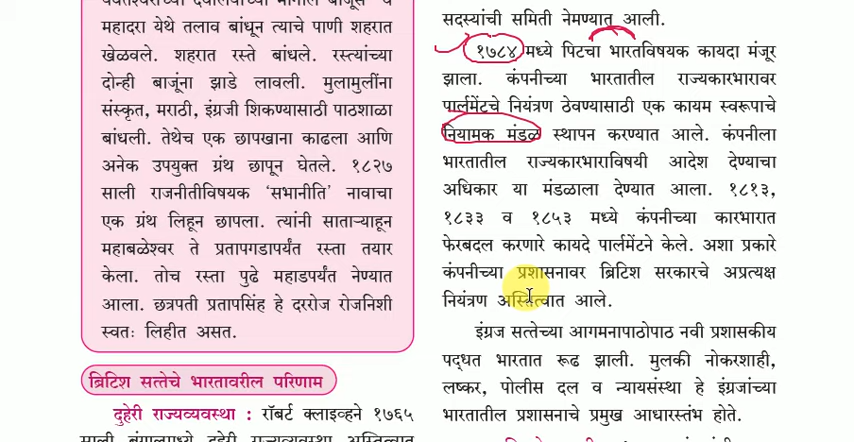 महादरा येथे तलाव बांधून त्याचे पाणी शहरात
खेळवले. शहरात रस्ते बांधले. रस्त्यांच्या
दोन्ही बाजूंना झाडे लावली. मुलामुलींना
संस्कृत, मराठी, इंग्रजी शिकण्यासाठी पाठशाळा
बांधली. तेथेच एक छापखाना काढला आणि
अनेक उपयुक्त ग्रंथ छापून घेतले. १८२७
साली राजनीतीविषयक ‘सभानीति’ नावाचा
एक ग्रंथ लिहून छापला. त्यांनी साताऱ्याहून
महाबळेश्वर ते प्रतापगडापर्यंत रस्ता तयार
केला. तोच रस्ता पुढे महाडपर्यंत नेण्यात
आला. छत्रपती प्रतापसिंह हे दररोज रोजनिशी
स्वतः लिहीत असत.
ब्रिटिश सत्तेचे भारतावरील परिणाम
दुहेरी राज्यव्यवस्था : रॉबर्ट क्लाइव्हने १७६५
साली बंगालमध्ये दुहेरी राज्यव्यवस्था अस्तित्वात
सदस्यांची समिती नेमण्यात आली.
१७८४ मध्ये पिटचा भारतविषयक कायदा मंजूर
झाला. कंपनीच्या भारतातील राज्यकारभारावर
पार्लमेंटचे नियंत्रण ठेवण्यासाठी एक कायम स्वरूपाचे
नियामक मंडळ स्थापन करण्यात आले. कंपनीला
भारतातील राज्यकारभाराविषयी आदेश देण्याचा
अधिकार या मंडळाला देण्यात आला. १८१३,
१८३३ व १८५३ मध्ये कंपनीच्या कारभारात
फेरबदल करणारे कायदे पार्लमेंटने केले. अशा प्रकारे
कंपनीच्या प्रशासनावर ब्रिटिश सरकारचे अप्रत्यक्ष
नियंत्रण अस्तित्वात आले.
इंग्रज सत्तेच्या आगमनापाठोपाठ नवी प्रशासकीय
पद्धत भारतात रूढ झाली. मुलकी नोकरशाही,
लष्कर, पोलीस दल व न्यायसंस्था हे इंग्रजांच्या
भारतातील प्रशासनाचे प्रमुख आधारस्तंभ होते.